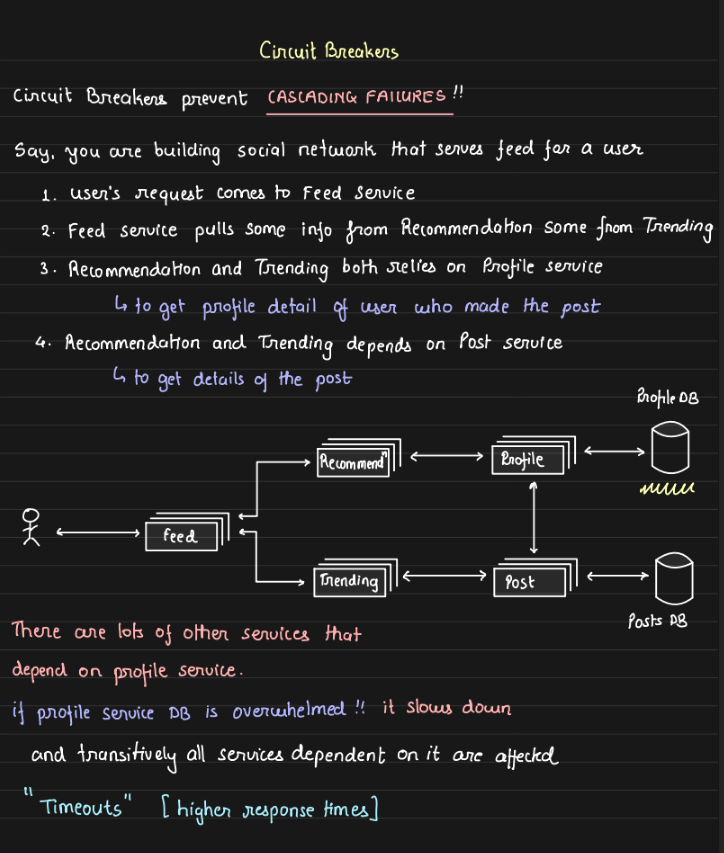 Circuit Breakers
Circuit Breakers prevent CASCADING FAILURES !!
Say, you are building social network that serves feed for a user
1. User's request comes to Feed Service
2. Feed service pulls some info from Recommendation some from Trending
3. Recommendation and Trending both relies on Profile service
↳ to get profile detail of user who made the post
4. Recommendation and Trending depends on Post service
↳ to get details of the post
Profile DB
Recommendⁿ
Profile
Feed
Trending
Post
Posts DB
There are lots of other services that
depend on profile service.
if profile service DB is overwhelmed !! it slows down
and transitively all services dependent on it are affected
"Timeouts" [higher response times]